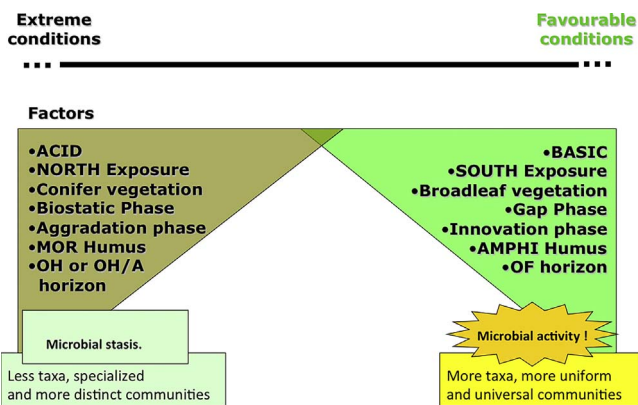 Extreme
conditions
Favourable
conditions
Factors
•ACID
•NORTH Exposure
•Conifer vegetation
•Biostatic Phase
•Aggradation phase
•MOR Humus
•OH or OH/A
horizon
•BASIC
•SOUTH Exposure
•Broadleaf vegetation
•Gap Phase
•Innovation phase
•AMPHI Humus
•OF horizon
Microbial stasis.
Less taxa, specialized
and more distinct communities
Microbial activity !
More taxa, more uniform
and universal communities